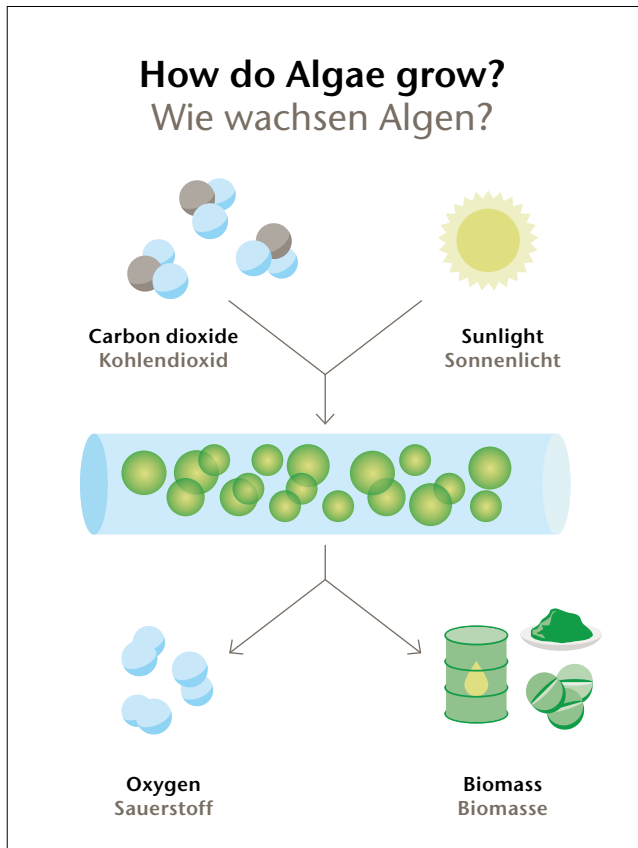 How do Algae grow?
Wie wachsen Algen?
Carbon dioxide
Kohlendioxid
Sunlight
Sonnenlicht
Oxygen
Sauerstoff
Biomass
Biomasse